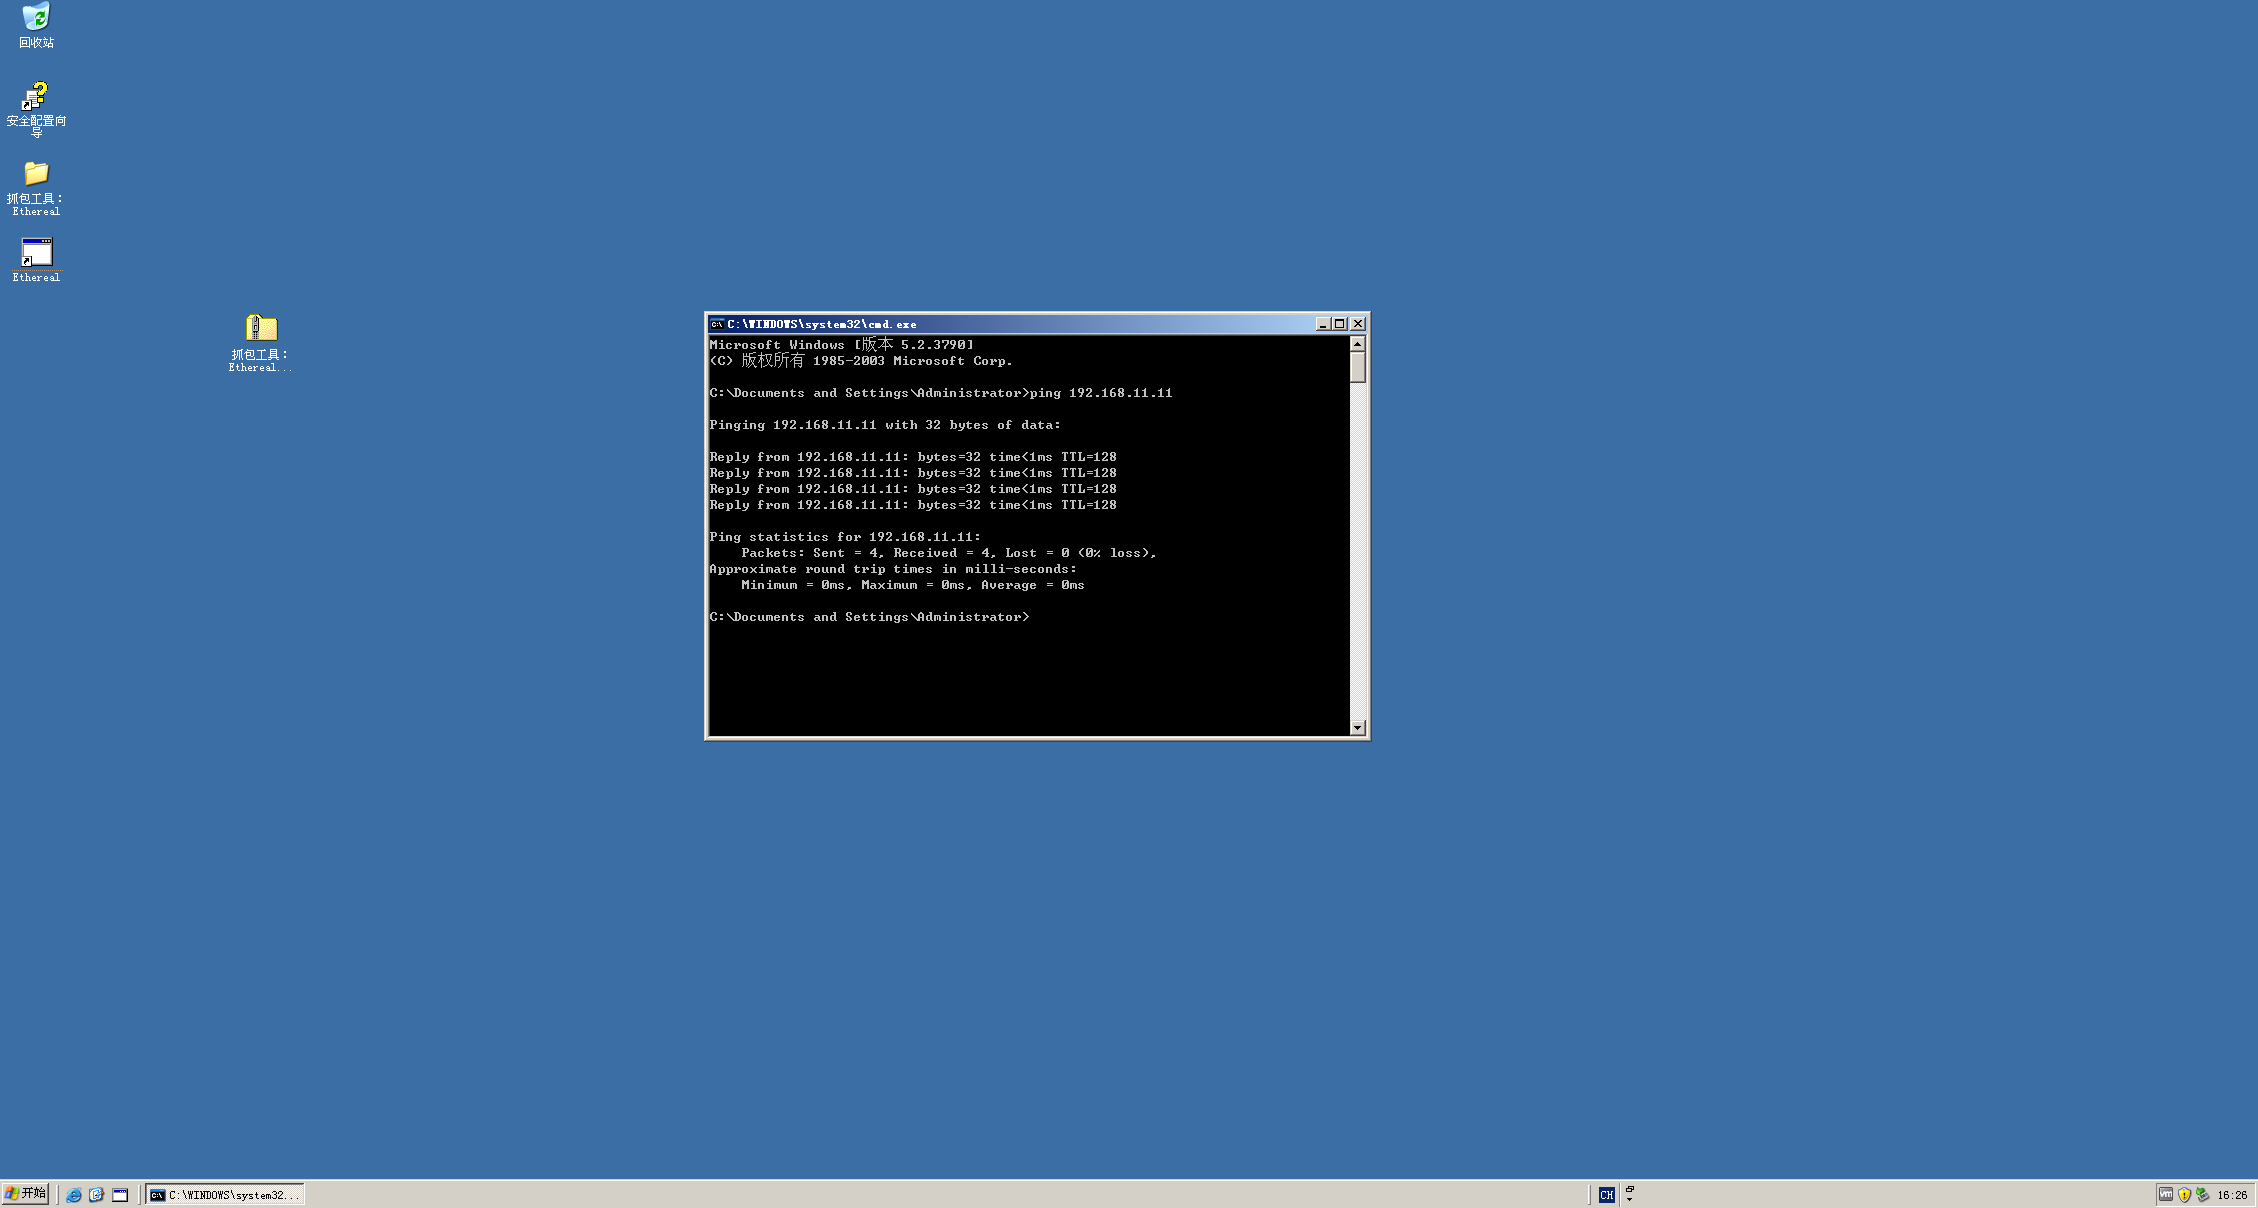 回收站
安全配置向
导
抓包工具：
Ethereal
Ethereal
抓包工具：
Ethereal...
C:\WINDOWS\system32\cmd.exe
Microsoft Windows [版本 5.2.3790]
(C) 版权所有 1985-2003 Microsoft Corp.
C:\Documents and Settings\Administrator>ping 192.168.11.11
Pinging 192.168.11.11 with 32 bytes of data:
Reply from 192.168.11.11: bytes=32 time<1ms TTL=128
Reply from 192.168.11.11: bytes=32 time<1ms TTL=128
Reply from 192.168.11.11: bytes=32 time<1ms TTL=128
Reply from 192.168.11.11: bytes=32 time<1ms TTL=128
Ping statistics for 192.168.11.11:
Packets: Sent = 4, Received = 4, Lost = 0 (0% loss),
Approximate round trip times in milli-seconds:
Minimum = 0ms, Maximum = 0ms, Average = 0ms
C:\Documents and Settings\Administrator>
开始
C:\WINDOWS\system32...
CH
16:26